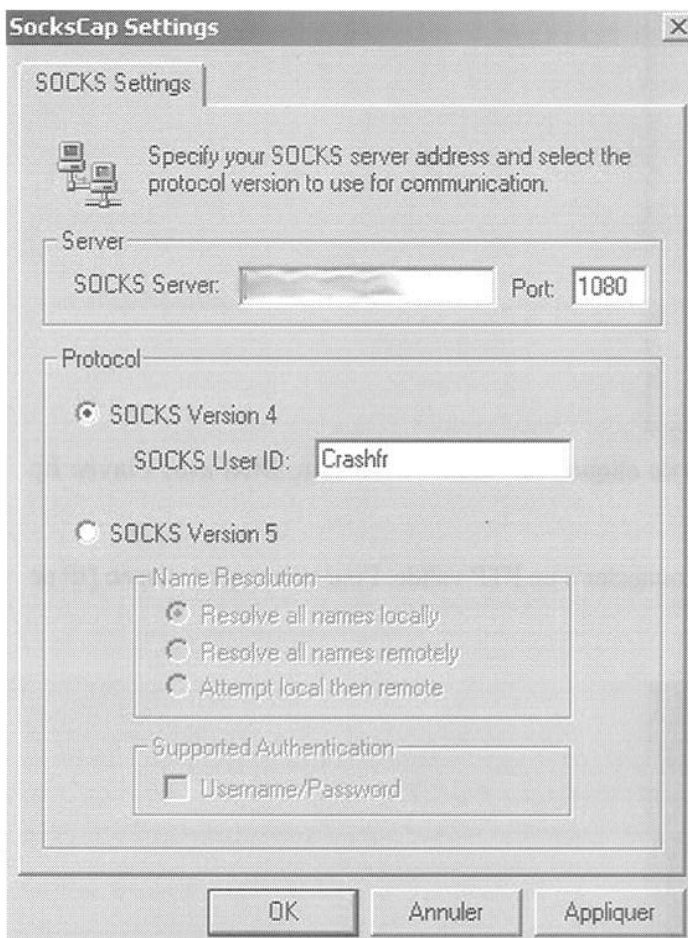 SocksCap Settings
SOCKS Settings
Specify your SOCKS server address and select the
protocol version to use for communication.
Server
SOCKS Server:
Port: 1080
Protocol
SOCKS Version 4
SOCKS User ID: Crashfr
SOCKS Version 5
Name Resolution
Resolve all names locally
Resolve all names remotely
Attempt local then remote
Supported Authentication
Username/Password
OK Annuler Appliquer